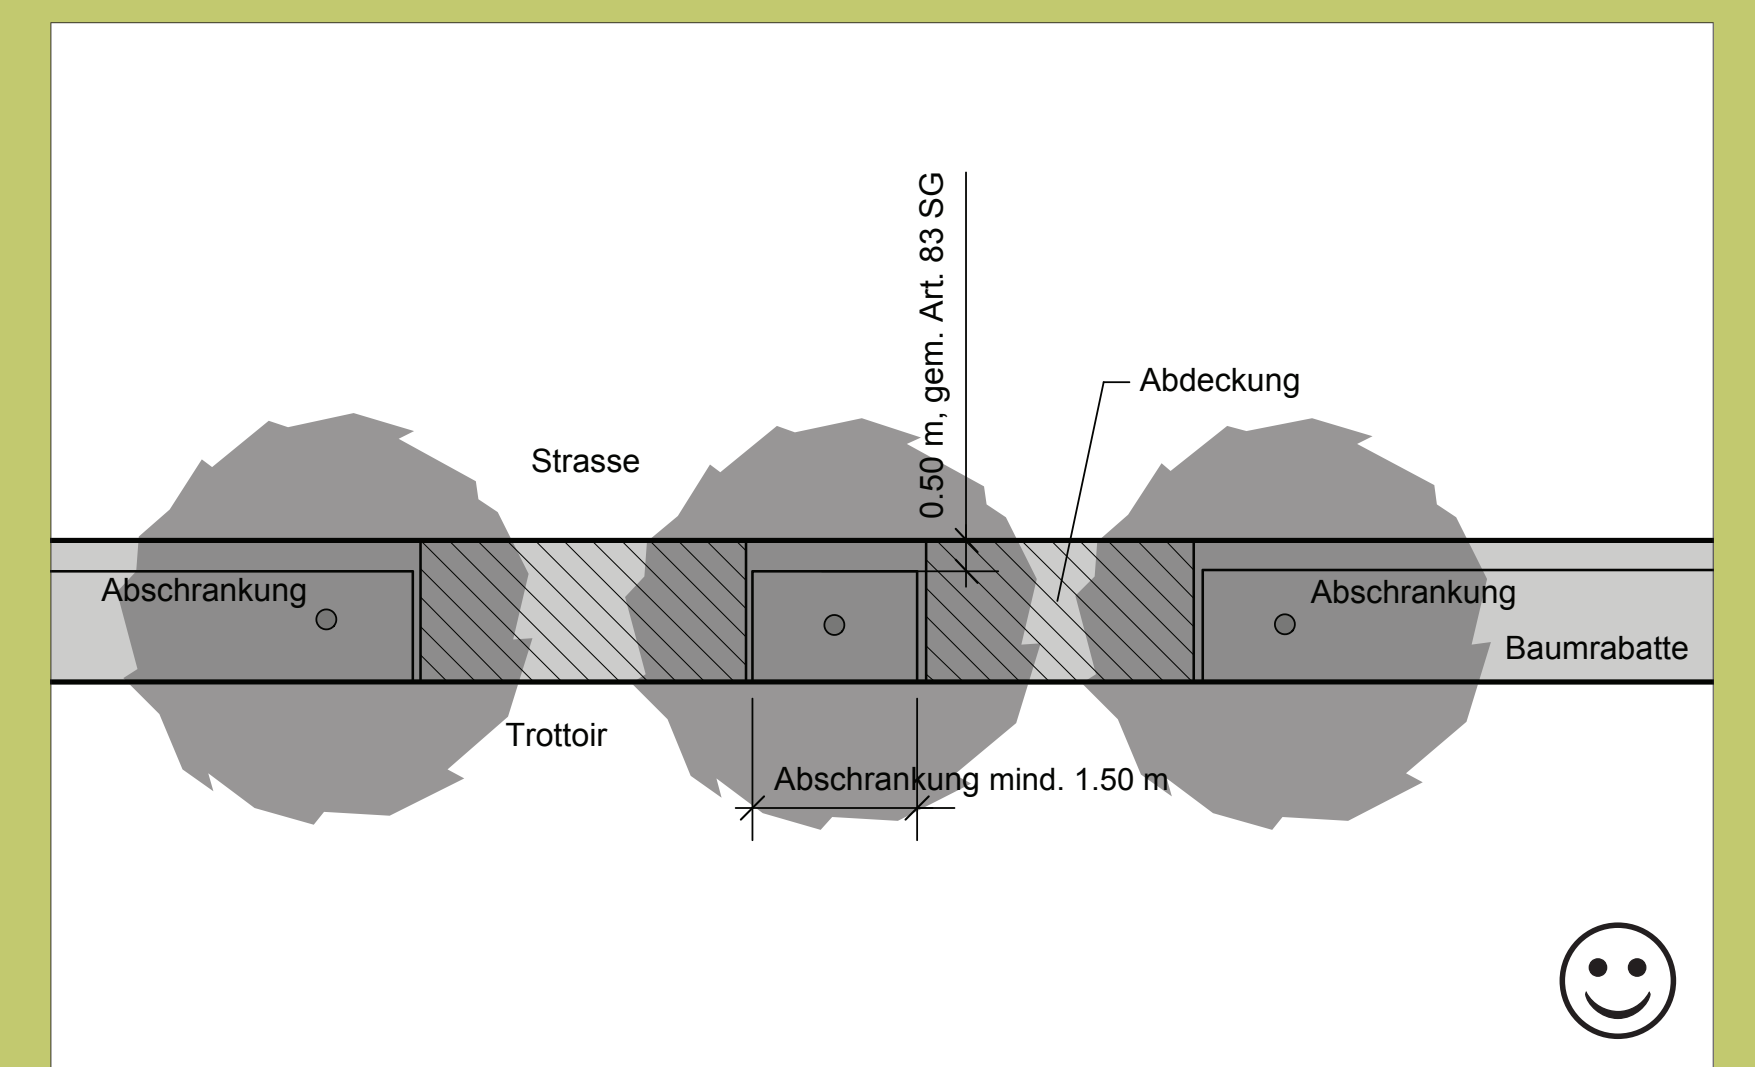 0.50 m, gem. Art. 83 SG
Abdeckung
Strasse
Abschrankung
Abschrankung
Baumrabatte
Trottoir
Abschrankung mind. 1.50 m